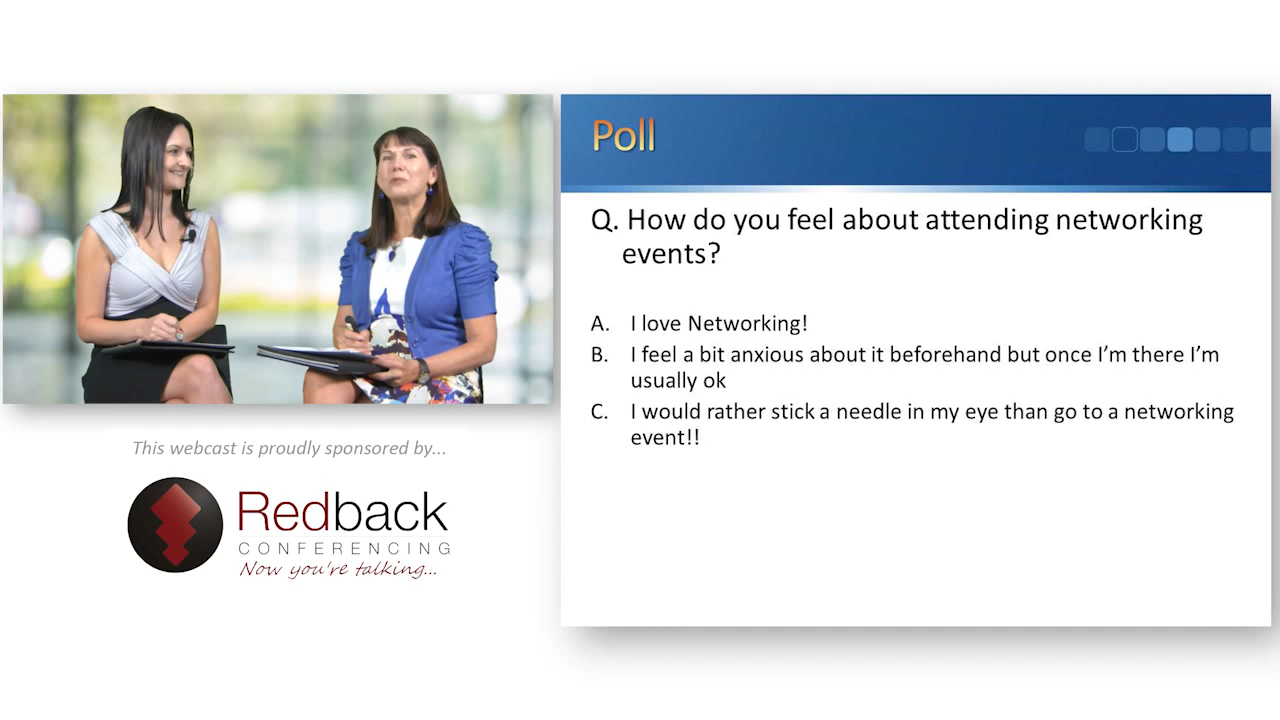 Poll
Q. How do you feel about attending networking
events?
A. I love Networking!
B. I feel a bit anxious about it beforehand but once I'm there I'm
usually ok
C. I would rather stick a needle in my eye than go to a networking
event!!
This webcast is proudly sponsored by...
Redback
CONFERENCING
Now you're talking...